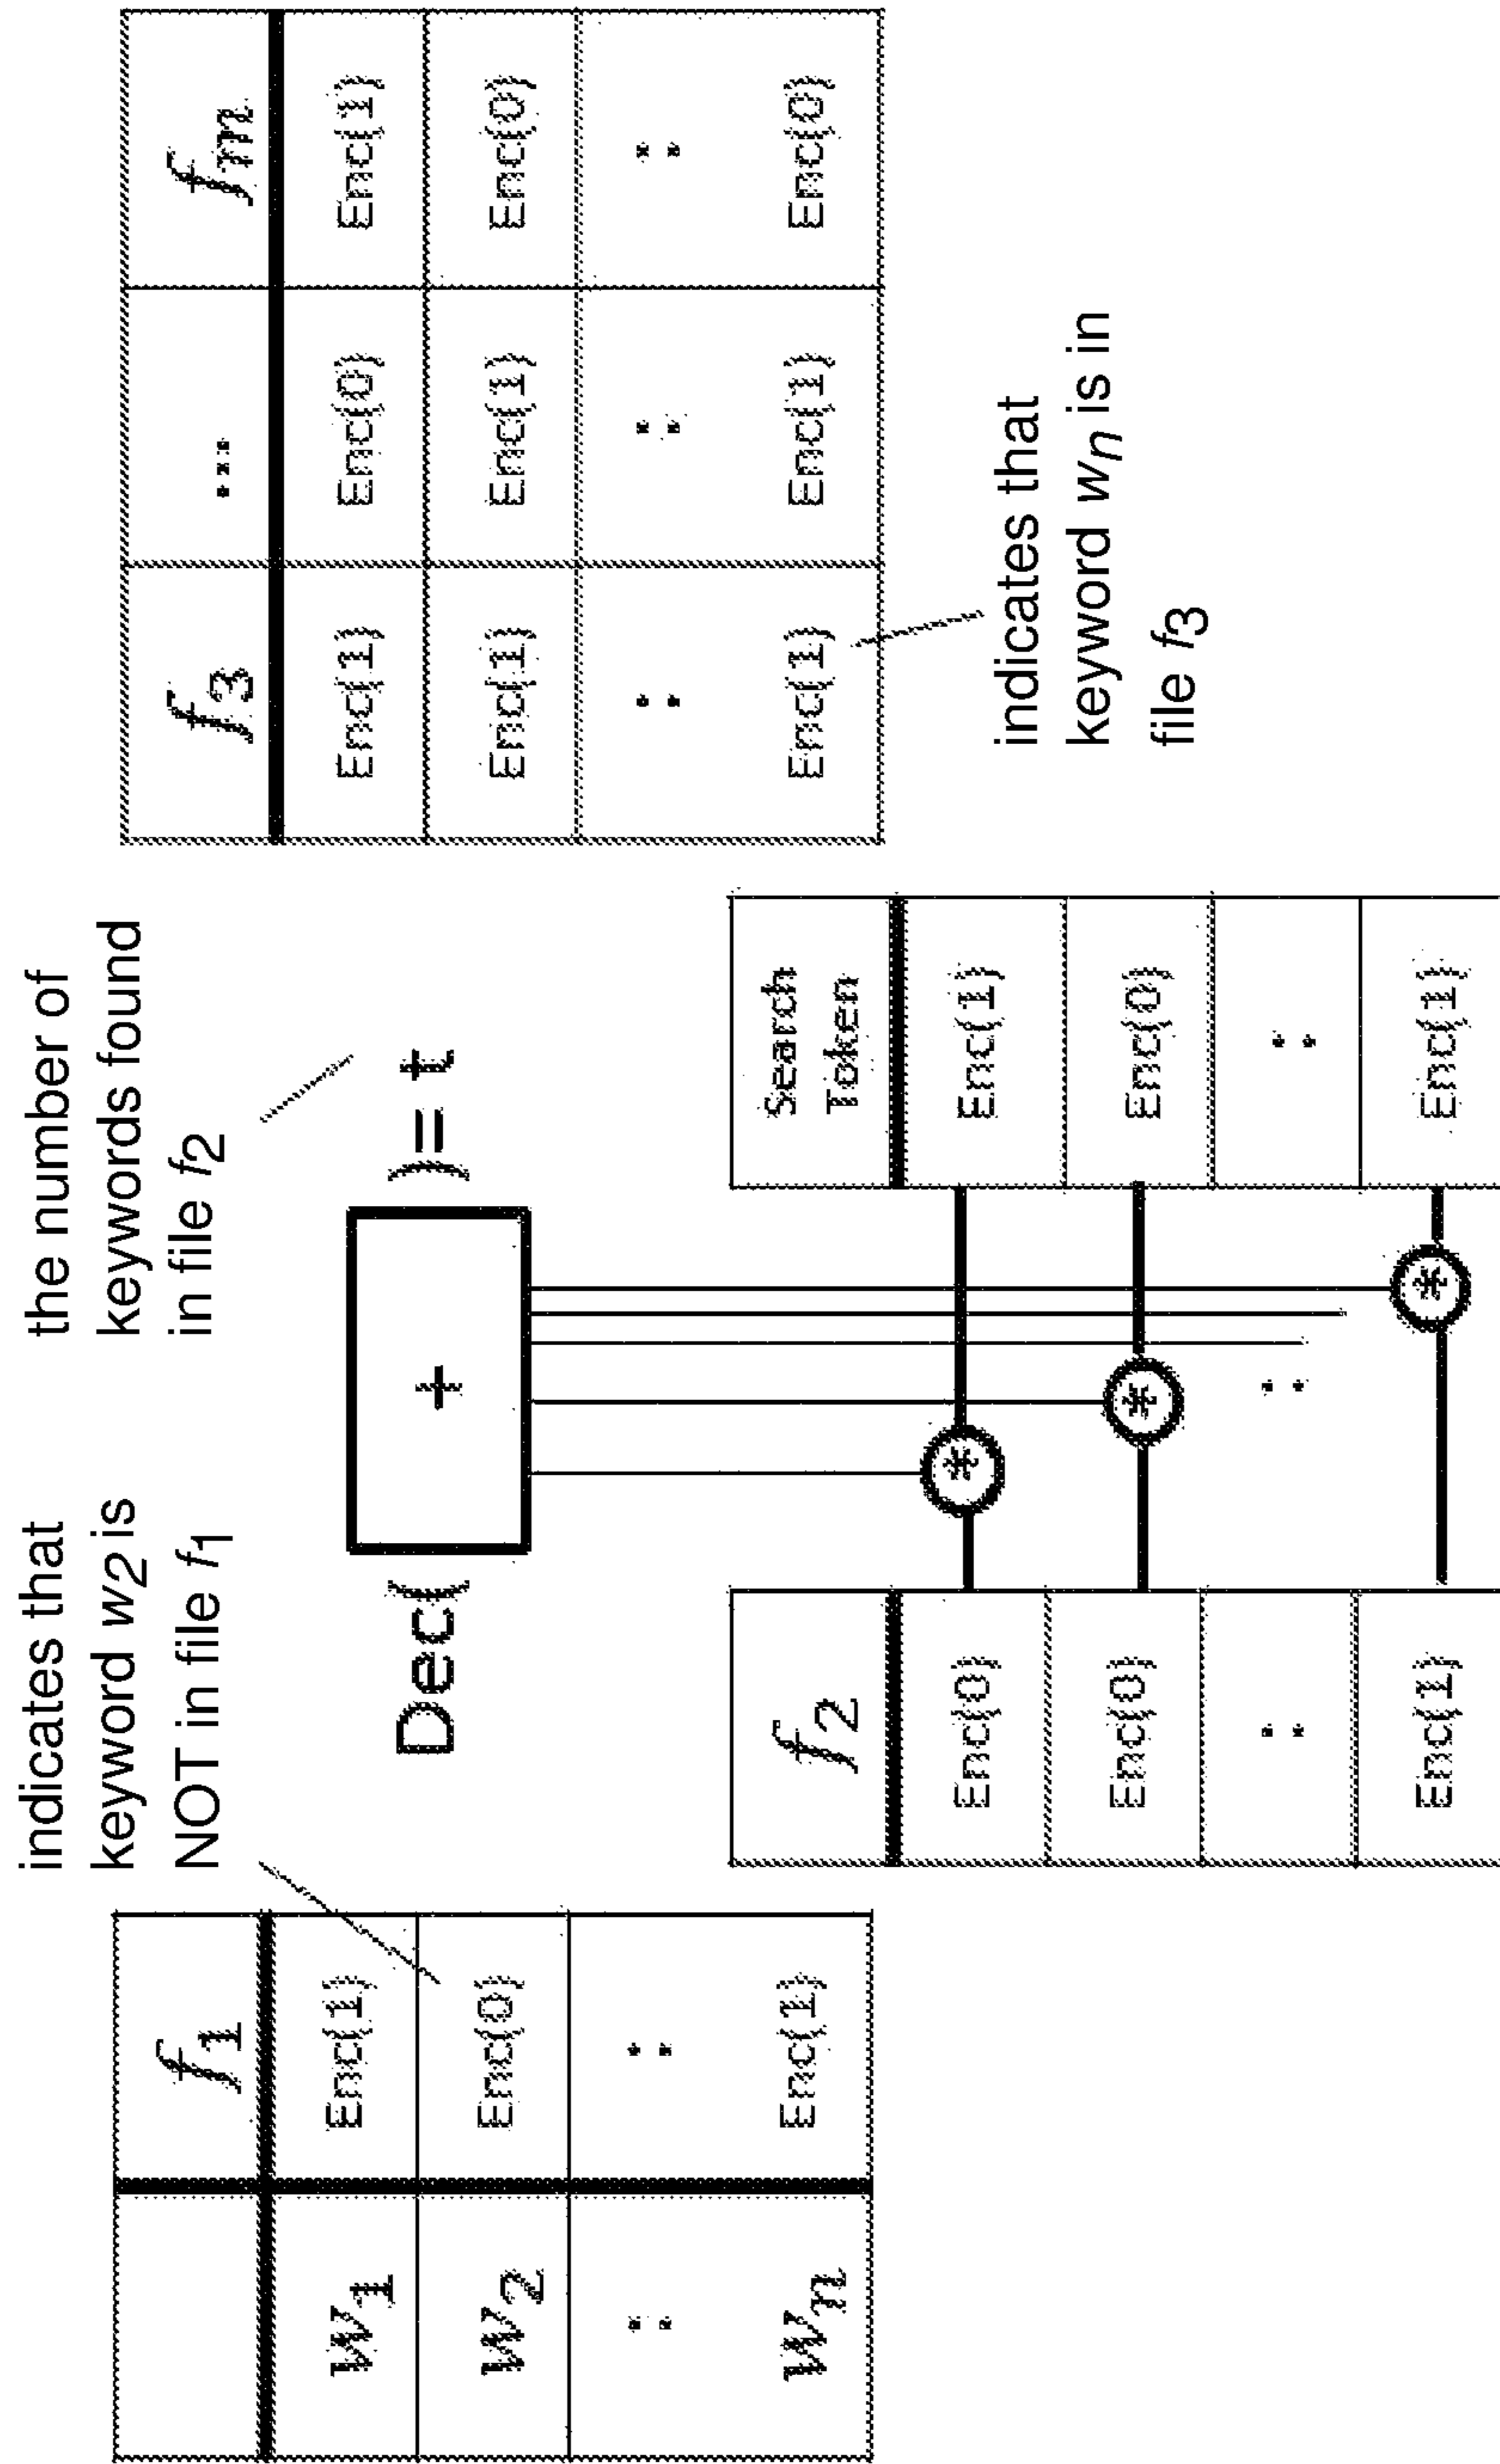 indicates that
keyword w2 is
NOT in file f1
the number of
keywords found
in file f2
f1
W1 Enc(1)
W2 Enc(0)
: :
Wn Enc(1)
Dec( + )= t
f2
Enc(0)
Enc(0)
:
Enc(1)
*
*
:
*
Search
Token
Enc(1)
Enc(0)
:
Enc(1)
f3 ... fm
Enc(1) Enc(0) Enc(1)
Enc(1) Enc(1) Enc(0)
: : :
Enc(1) Enc(1) Enc(0)
indicates that
keyword wn is in
file f3